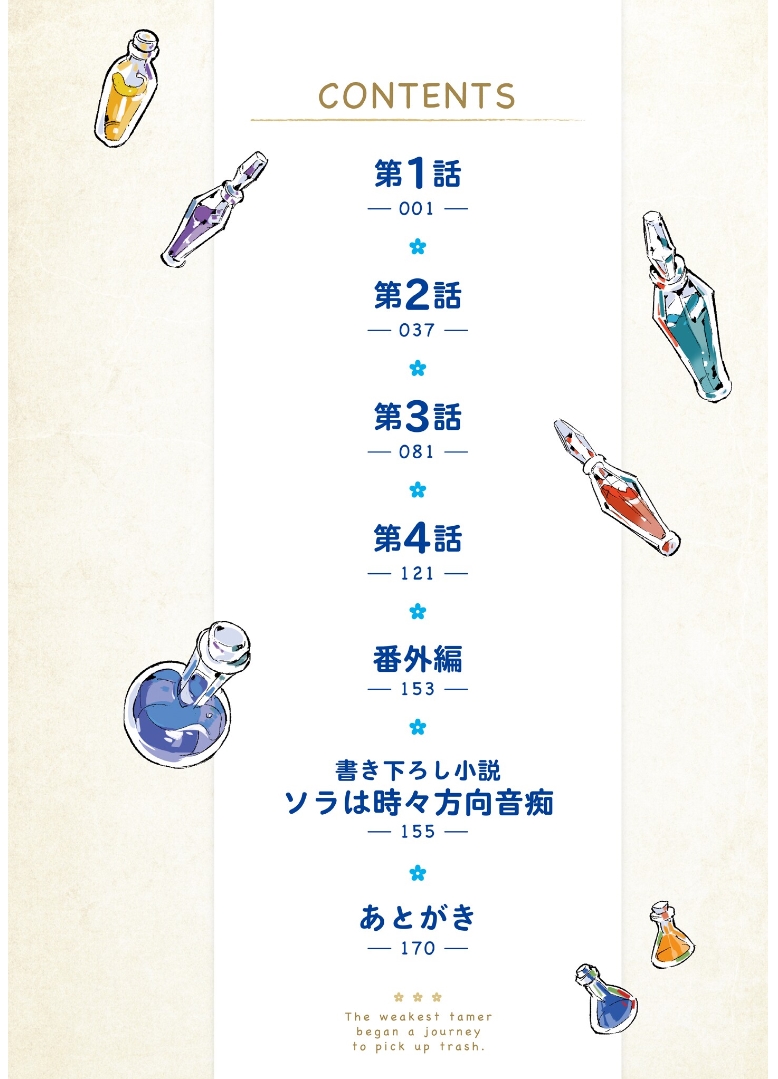 CONTENTS
第1話
001
第2話
037
第3話
081
第4話
121
番外編
153
書き下ろし小説
ソラは時々方向音痴
155
あとがき
170
The weakest tamer
began a journey
to pick up trash.